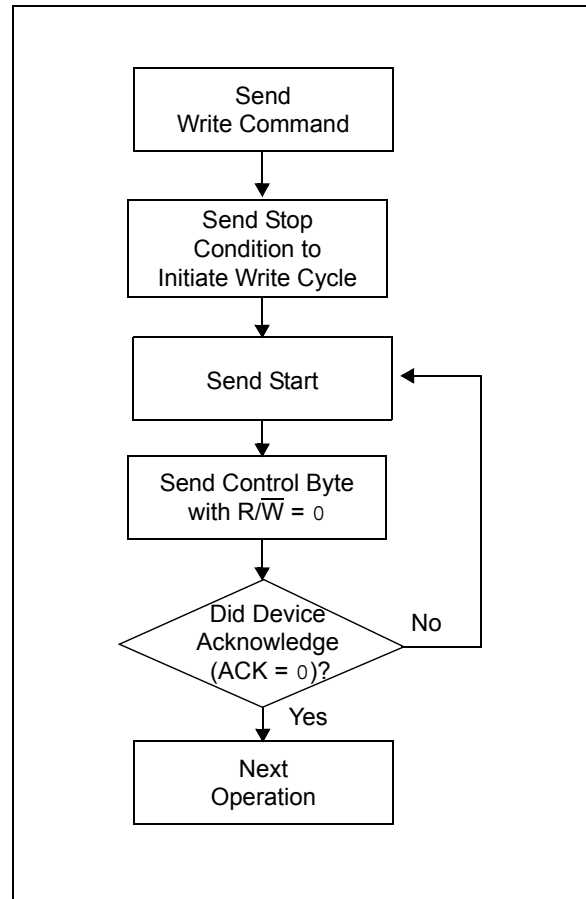 Send
Write Command
Send Stop
Condition to
Initiate Write Cycle
Send Start
Send Control Byte
with R/W̅ = 0
Did Device
Acknowledge
(ACK = 0)?
No
Yes
Next
Operation